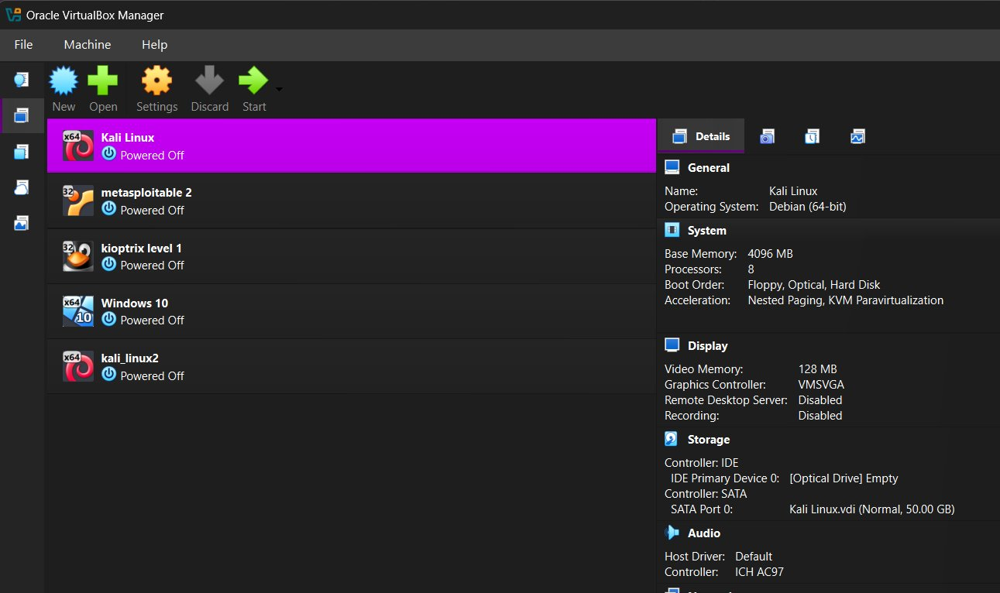 Oracle VirtualBox Manager
File Machine Help
New Open Settings Discard Start
x64
Kali Linux
Powered Off
32
metasploitable 2
Powered Off
32
kioptrix level 1
Powered Off
x64
10
Windows 10
Powered Off
x64
kali_linux2
Powered Off
Details
General
Name: Kali Linux
Operating System: Debian (64-bit)
System
Base Memory: 4096 MB
Processors: 8
Boot Order: Floppy, Optical, Hard Disk
Acceleration: Nested Paging, KVM Paravirtualization
Display
Video Memory: 128 MB
Graphics Controller: VMSVGA
Remote Desktop Server: Disabled
Recording: Disabled
Storage
Controller: IDE
IDE Primary Device 0: [Optical Drive] Empty
Controller: SATA
SATA Port 0: Kali Linux.vdi (Normal, 50.00 GB)
Audio
Host Driver: Default
Controller: ICH AC97